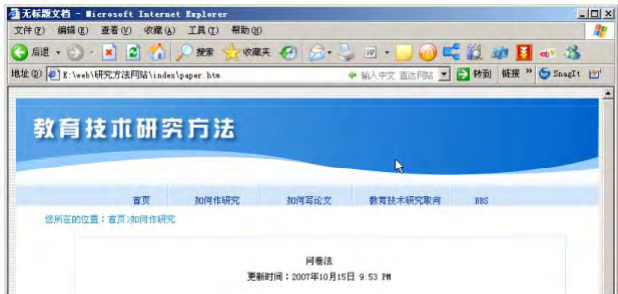 无标题文档 - Microsoft Internet Explorer
文件(F) 编辑(E) 查看(V) 收藏(A) 工具(T) 帮助(H)
后退 搜索 收藏夹
地址(D) E:\web\研究方法网站\index\paper.htm 输入中文 直达网站 转到 链接 » SnagIt
教育技术研究方法
首页 如何作研究 如何写论文 教育技术研究取向 BBS
您所在的位置:首页>如何作研究
问卷法
更新时间:2007年10月15日 9:53 PM